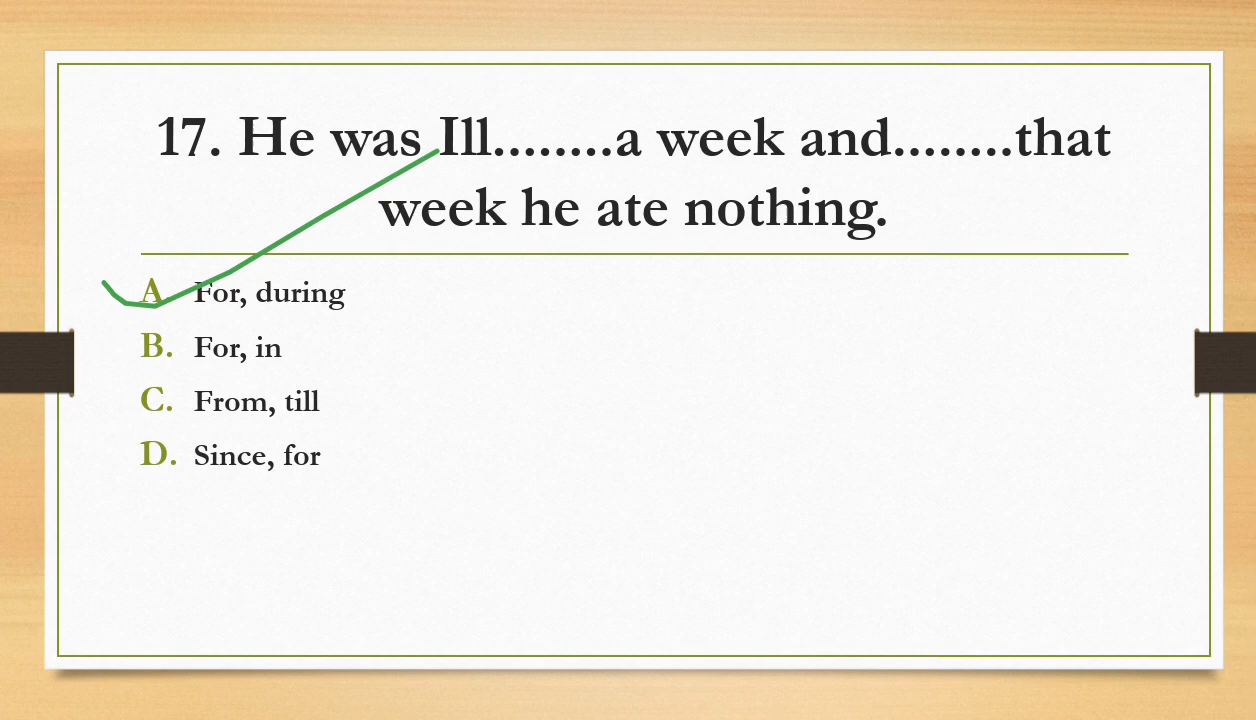 17. He was Ill........a week and........that
week he ate nothing.
A. For, during
B. For, in
C. From, till
D. Since, for